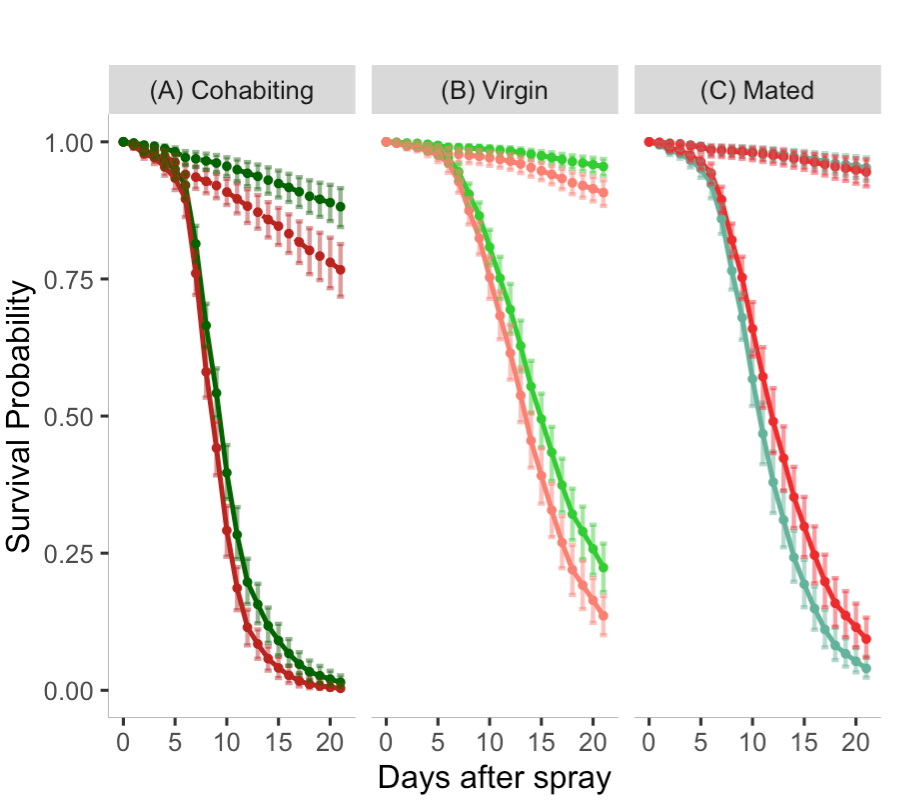 (A) Cohabiting
(B) Virgin
(C) Mated
Survival Probability
1.00
0.75
0.50
0.25
0.00
0 5 10 15 20
0 5 10 15 20
0 5 10 15 20
Days after spray